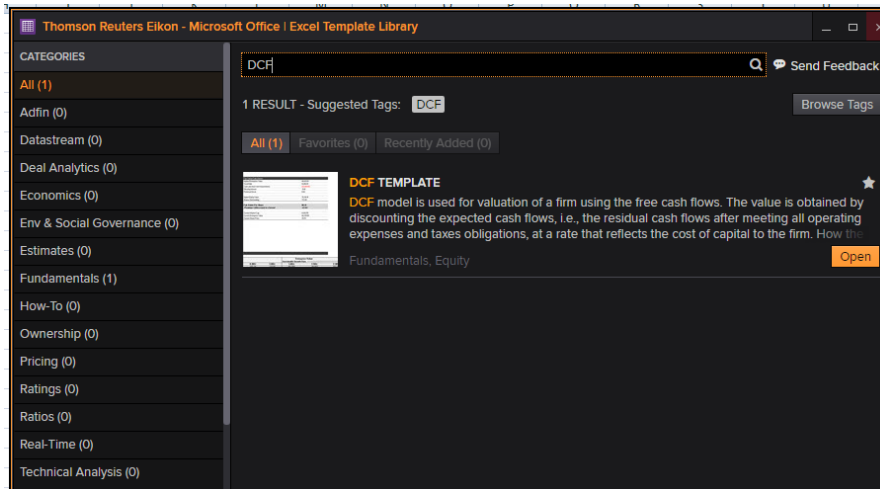 Thomson Reuters Eikon - Microsoft Office | Excel Template Library
CATEGORIES
All (1)
Adfin (0)
Datastream (0)
Deal Analytics (0)
Economics (0)
Env & Social Governance (0)
Estimates (0)
Fundamentals (1)
How-To (0)
Ownership (0)
Pricing (0)
Ratings (0)
Ratios (0)
Real-Time (0)
Technical Analysis (0)
DCF
Send Feedback
1 RESULT - Suggested Tags: DCF
Browse Tags
All (1) Favorites (0) Recently Added (0)
DCF TEMPLATE
DCF model is used for valuation of a firm using the free cash flows. The value is obtained by
discounting the expected cash flows, i.e., the residual cash flows after meeting all operating
expenses and taxes obligations, at a rate that reflects the cost of capital to the firm. How the
Fundamentals, Equity
Open